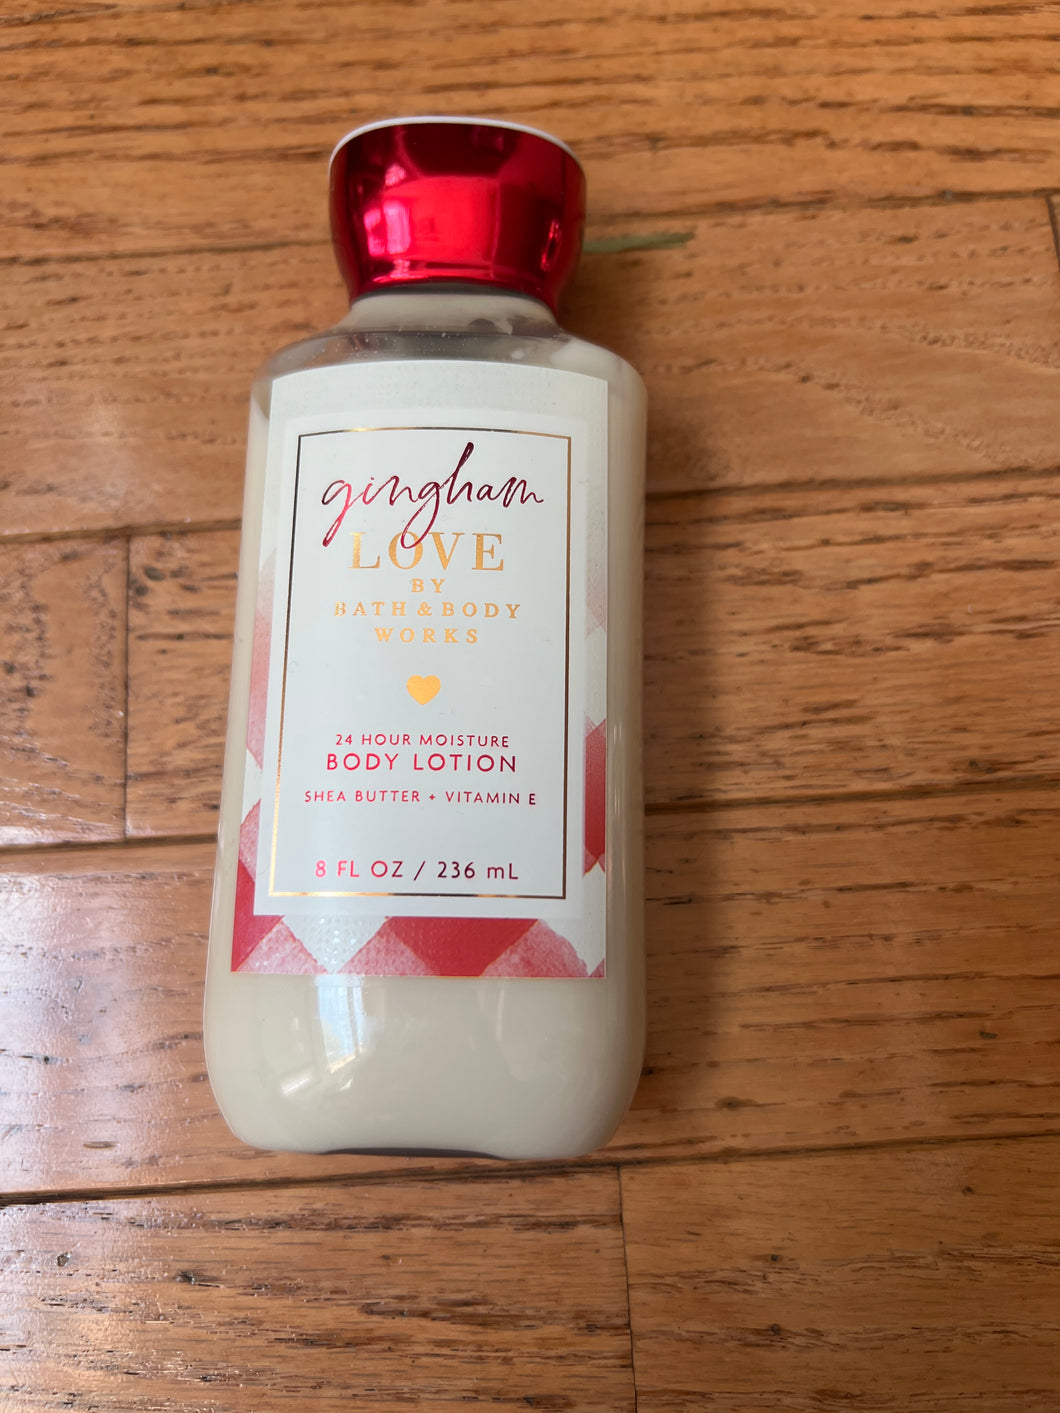 gingham
LOVE
BY
BATH & BODY
WORKS
24 HOUR MOISTURE
BODY LOTION
SHEA BUTTER + VITAMIN E
8 FL OZ / 236 mL